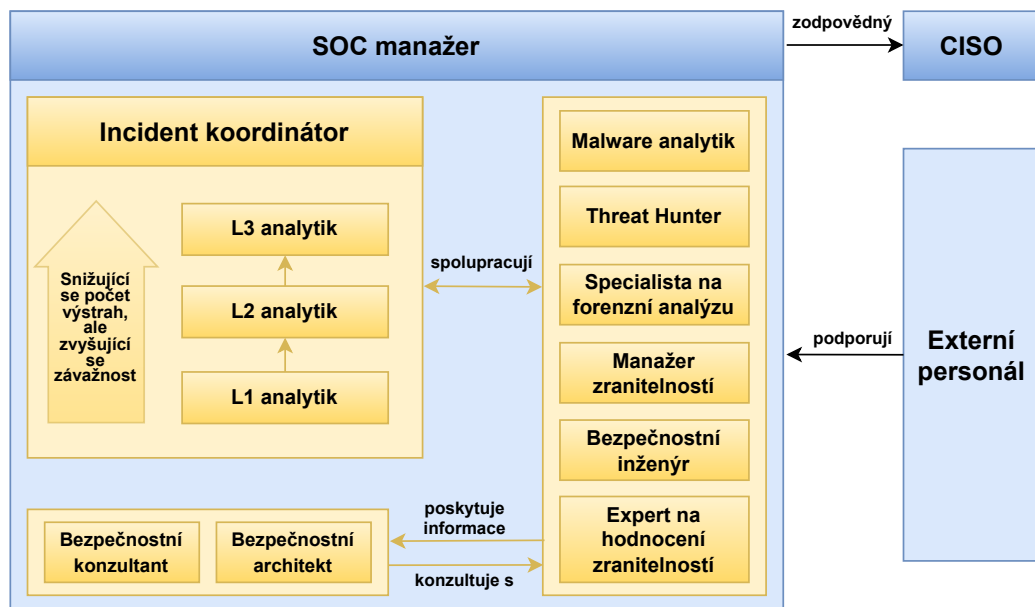 SOC manažer
zodpovědný
CISO
Incident koordinátor
Snižující
se počet
výstrah,
ale
zvyšující
se
závažnost
L3 analytik
L2 analytik
L1 analytik
spolupracují
Malware analytik
Threat Hunter
Specialista na
forenzní analýzu
Manažer
zranitelností
Bezpečnostní
inženýr
Expert na
hodnocení
zranitelností
podporují
Externí
personál
Bezpečnostní
konzultant
Bezpečnostní
architekt
poskytuje
informace
konzultuje s